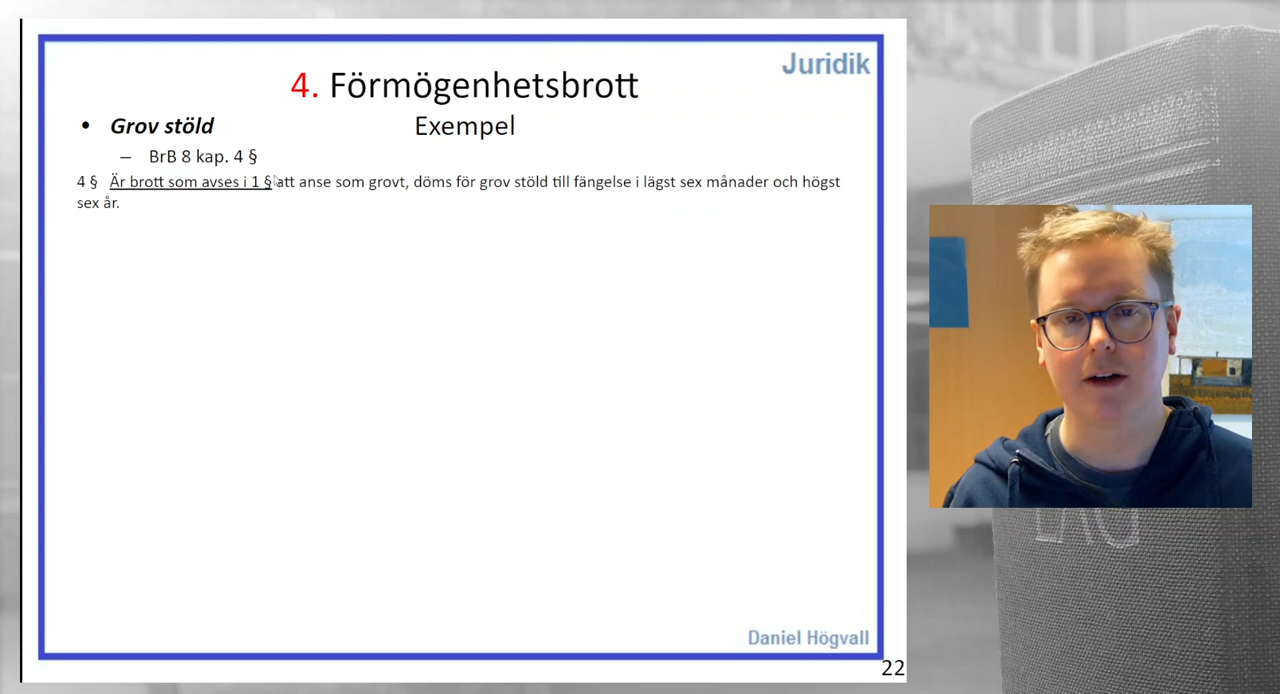 Juridik
4. Förmögenhetsbrott
• Grov stöld
Exempel
– BrB 8 kap. 4 §
4 § Är brott som avses i 1 § att anse som grovt, döms för grov stöld till fängelse i lägst sex månader och högst
sex år.
Daniel Högvall
22